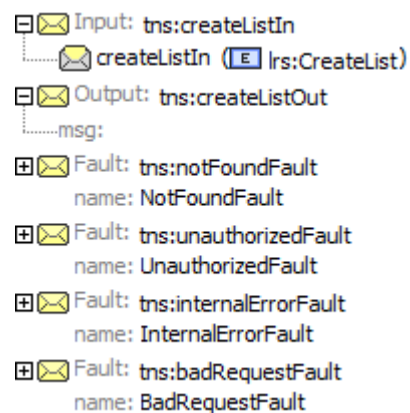 Input: tns:createListIn
createListIn (E lrs:CreateList)
Output: tns:createListOut
msg:
Fault: tns:notFoundFault
name: NotFoundFault
Fault: tns:unauthorizedFault
name: UnauthorizedFault
Fault: tns:internalErrorFault
name: InternalErrorFault
Fault: tns:badRequestFault
name: BadRequestFault